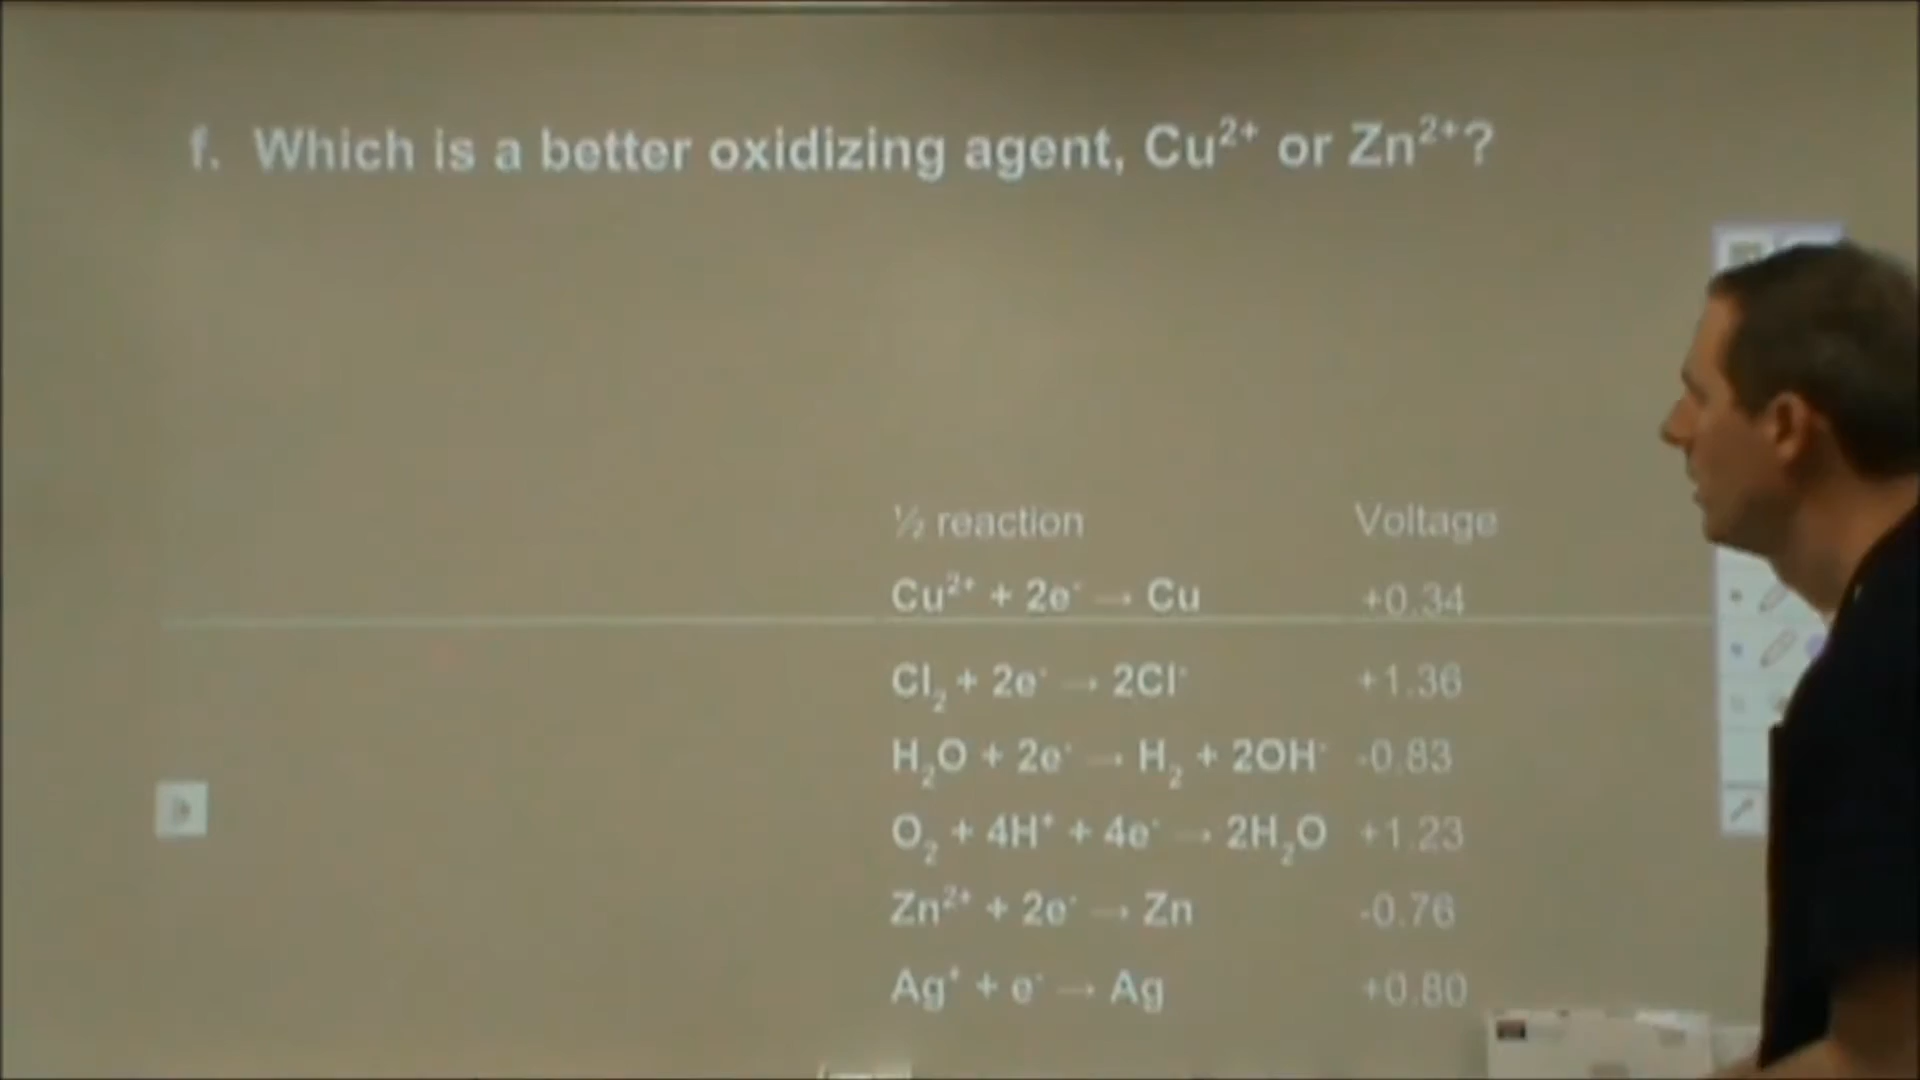 f. Which is a better oxidizing agent, Cu²⁺ or Zn²⁺?
½ reaction Voltage
Cu²⁺ + 2e⁻ → Cu +0.34
Cl₂ + 2e⁻ → 2Cl⁻ +1.36
H₂O + 2e⁻ → H₂ + 2OH⁻ -0.83
O₂ + 4H⁺ + 4e⁻ → 2H₂O +1.23
Zn²⁺ + 2e⁻ → Zn -0.76
Ag⁺ + e⁻ → Ag +0.80